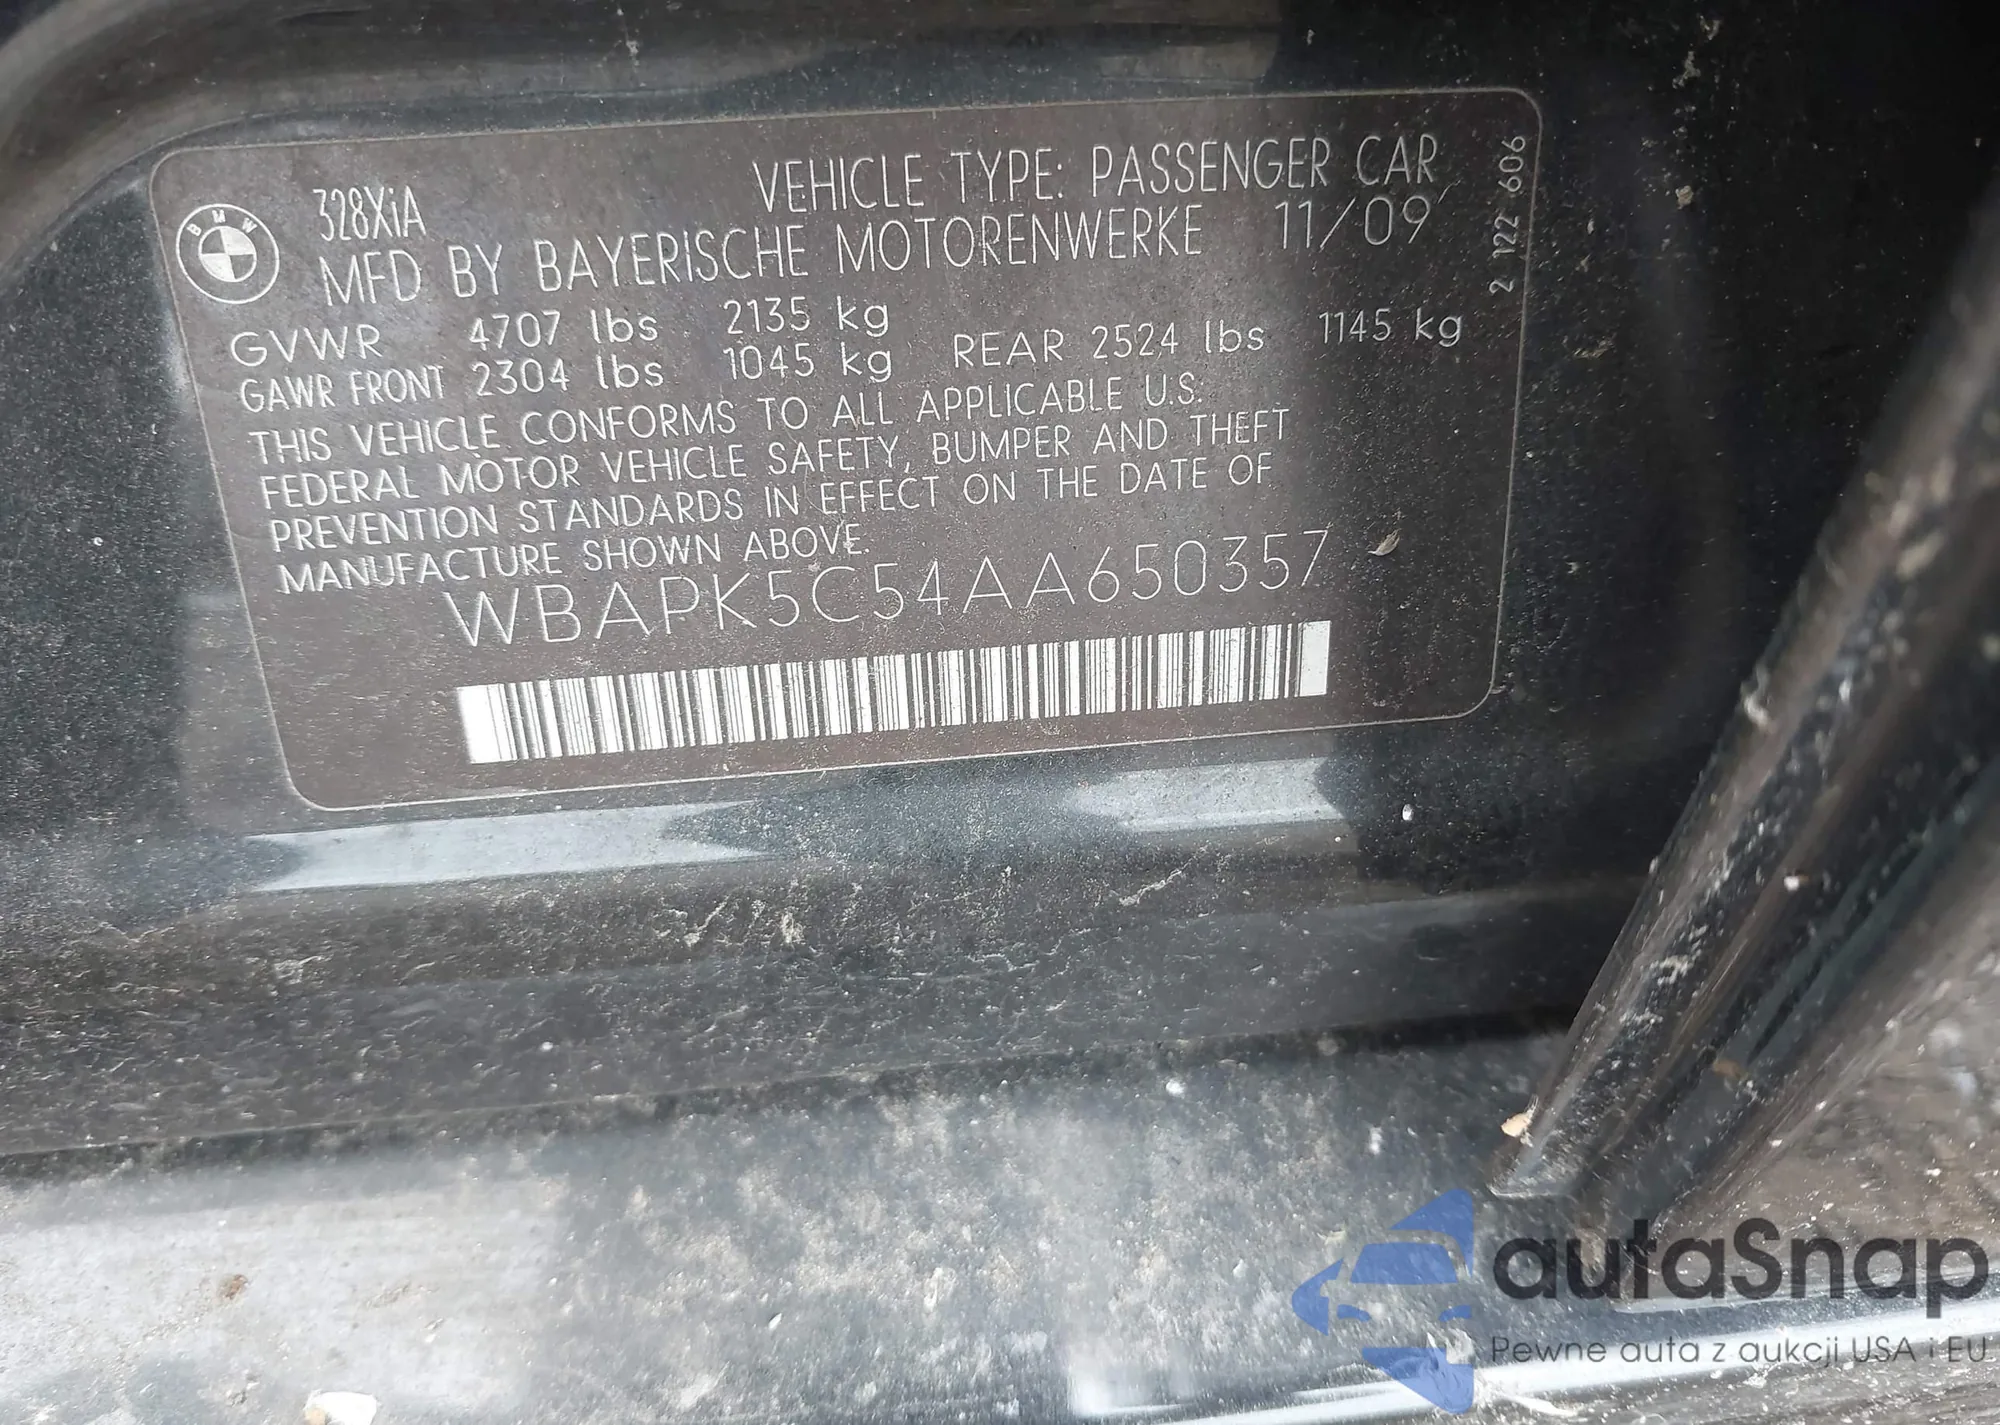 VEHICLE TYPE: PASSENGER CAR
BMW
328XiA
MFD BY BAYERISCHE MOTORENWERKE 11/09
2 122 606
GVWR 4707 lbs 2135 kg
GAWR FRONT 2304 lbs 1045 kg REAR 2524 lbs 1145 kg
THIS VEHICLE CONFORMS TO ALL APPLICABLE U.S.
FEDERAL MOTOR VEHICLE SAFETY, BUMPER AND THEFT
PREVENTION STANDARDS IN EFFECT ON THE DATE OF
MANUFACTURE SHOWN ABOVE.
WBAPK5C54AA650357
autaSnap
Pewne auta z aukcji USA i EU